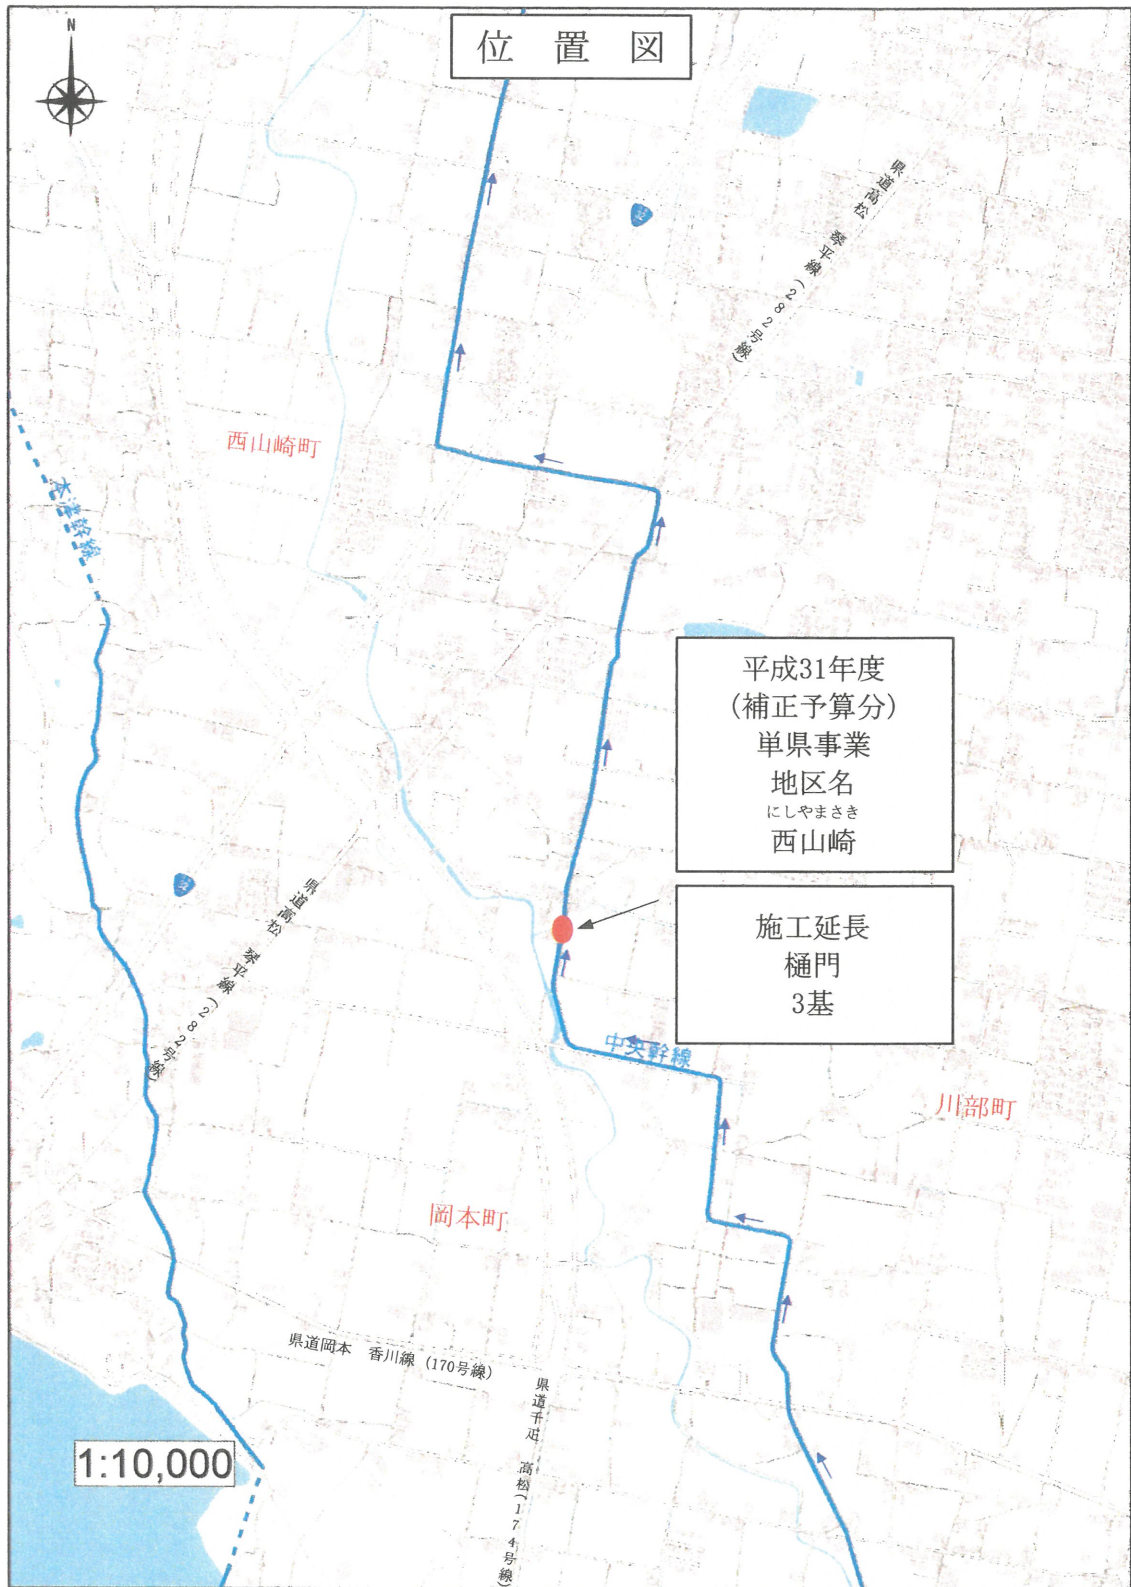 位置図
N
県道高松 琴平線(282号線)
西山崎町
本津幹線
平成31年度
(補正予算分)
単県事業
地区名
にしやまさき
西山崎
施工延長
樋門
3基
県道高松 琴平線(282号線)
中央幹線
川部町
岡本町
県道岡本 香川線(170号線)
県道千疋 高松(174号線)
1:10,000